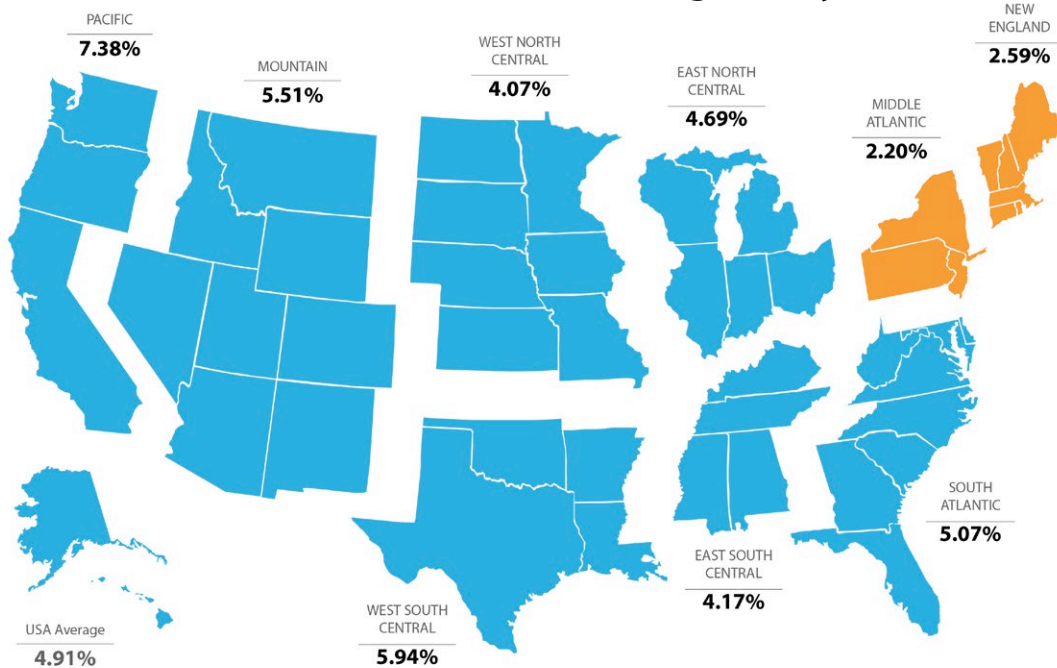 PACIFIC
7.38%
MOUNTAIN
5.51%
WEST NORTH
CENTRAL
4.07%
EAST NORTH
CENTRAL
4.69%
MIDDLE
ATLANTIC
2.20%
NEW
ENGLAND
2.59%
SOUTH
ATLANTIC
5.07%
EAST SOUTH
CENTRAL
4.17%
WEST SOUTH
CENTRAL
5.94%
USA Average
4.91%